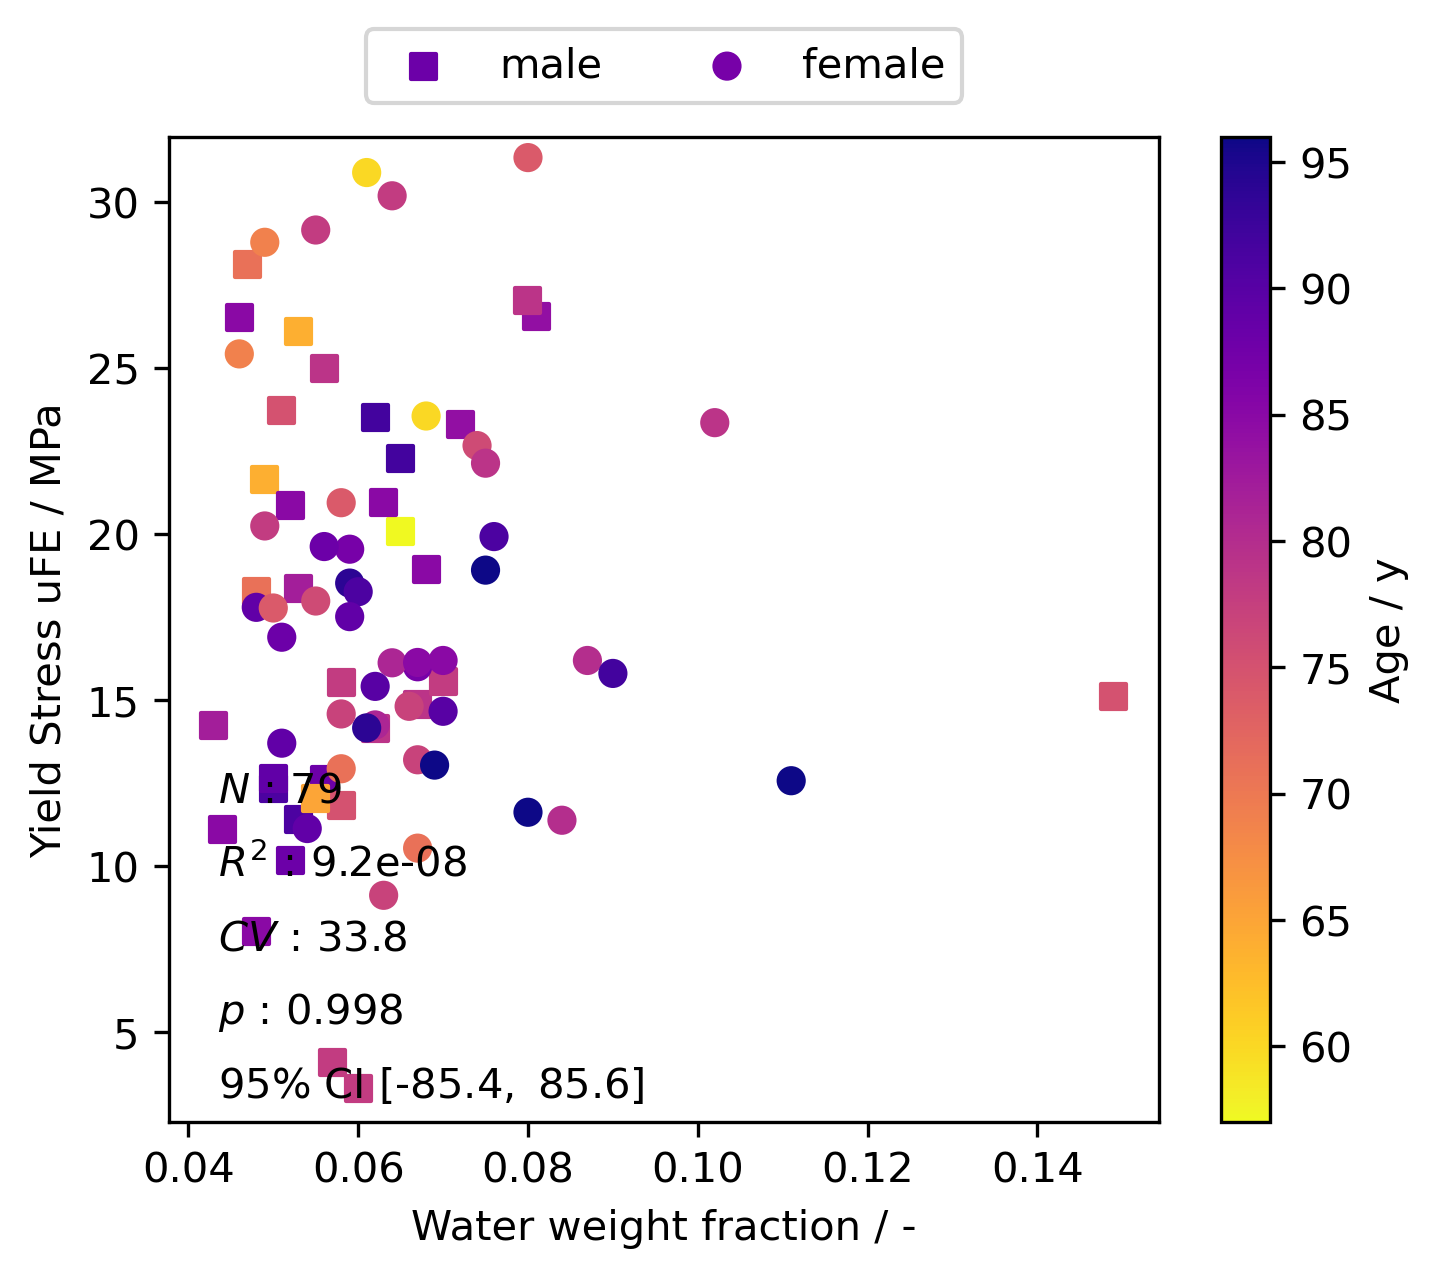 male female
30
25
20
15
10
5
Yield Stress uFE / MPa
N : 79
R² : 9.2e-08
CV : 33.8
p : 0.998
95% CI [-85.4, 85.6]
0.04 0.06 0.08 0.10 0.12 0.14
Water weight fraction / -
95
90
85
80
75
70
65
60
Age / y